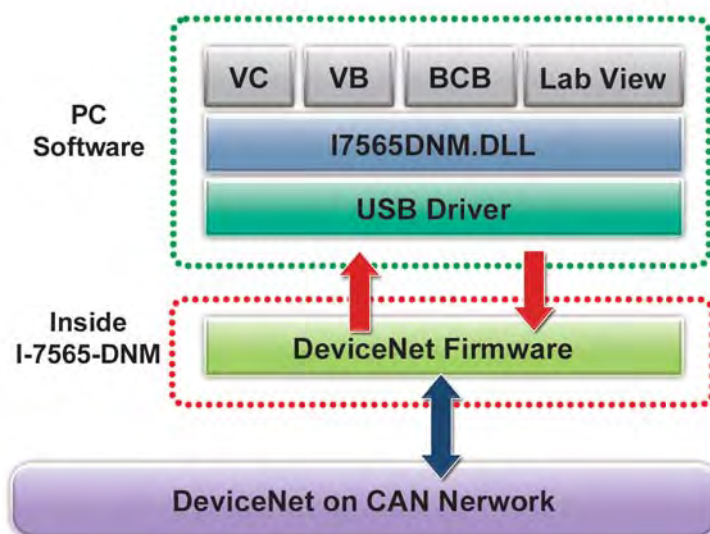 VC
VB
BCB
Lab View
PC
Software
I7565DNM.DLL
USB Driver
Inside
I-7565-DNM
DeviceNet Firmware
DeviceNet on CAN Nerwork